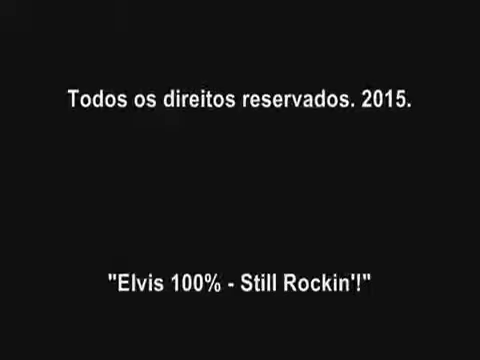 Todos os direitos reservados. 2015.
"Elvis 100% - Still Rockin'!"